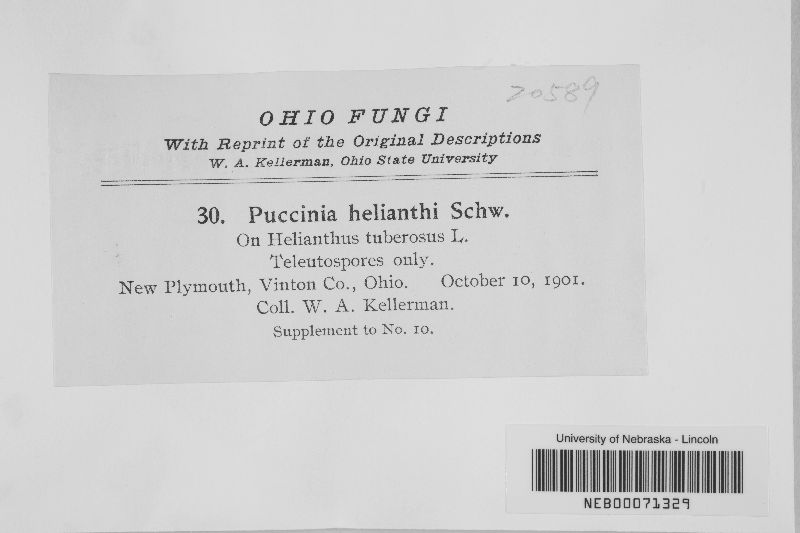 20589
OHIO FUNGI
With Reprint of the Original Descriptions
W. A. Kellerman, Ohio State University
30. Puccinia helianthi Schw.
On Helianthus tuberosus L.
Teleutospores only.
New Plymouth, Vinton Co., Ohio. October 10, 1901.
Coll. W. A. Kellerman.
Supplement to No. 10.
University of Nebraska - Lincoln
NEB00071329